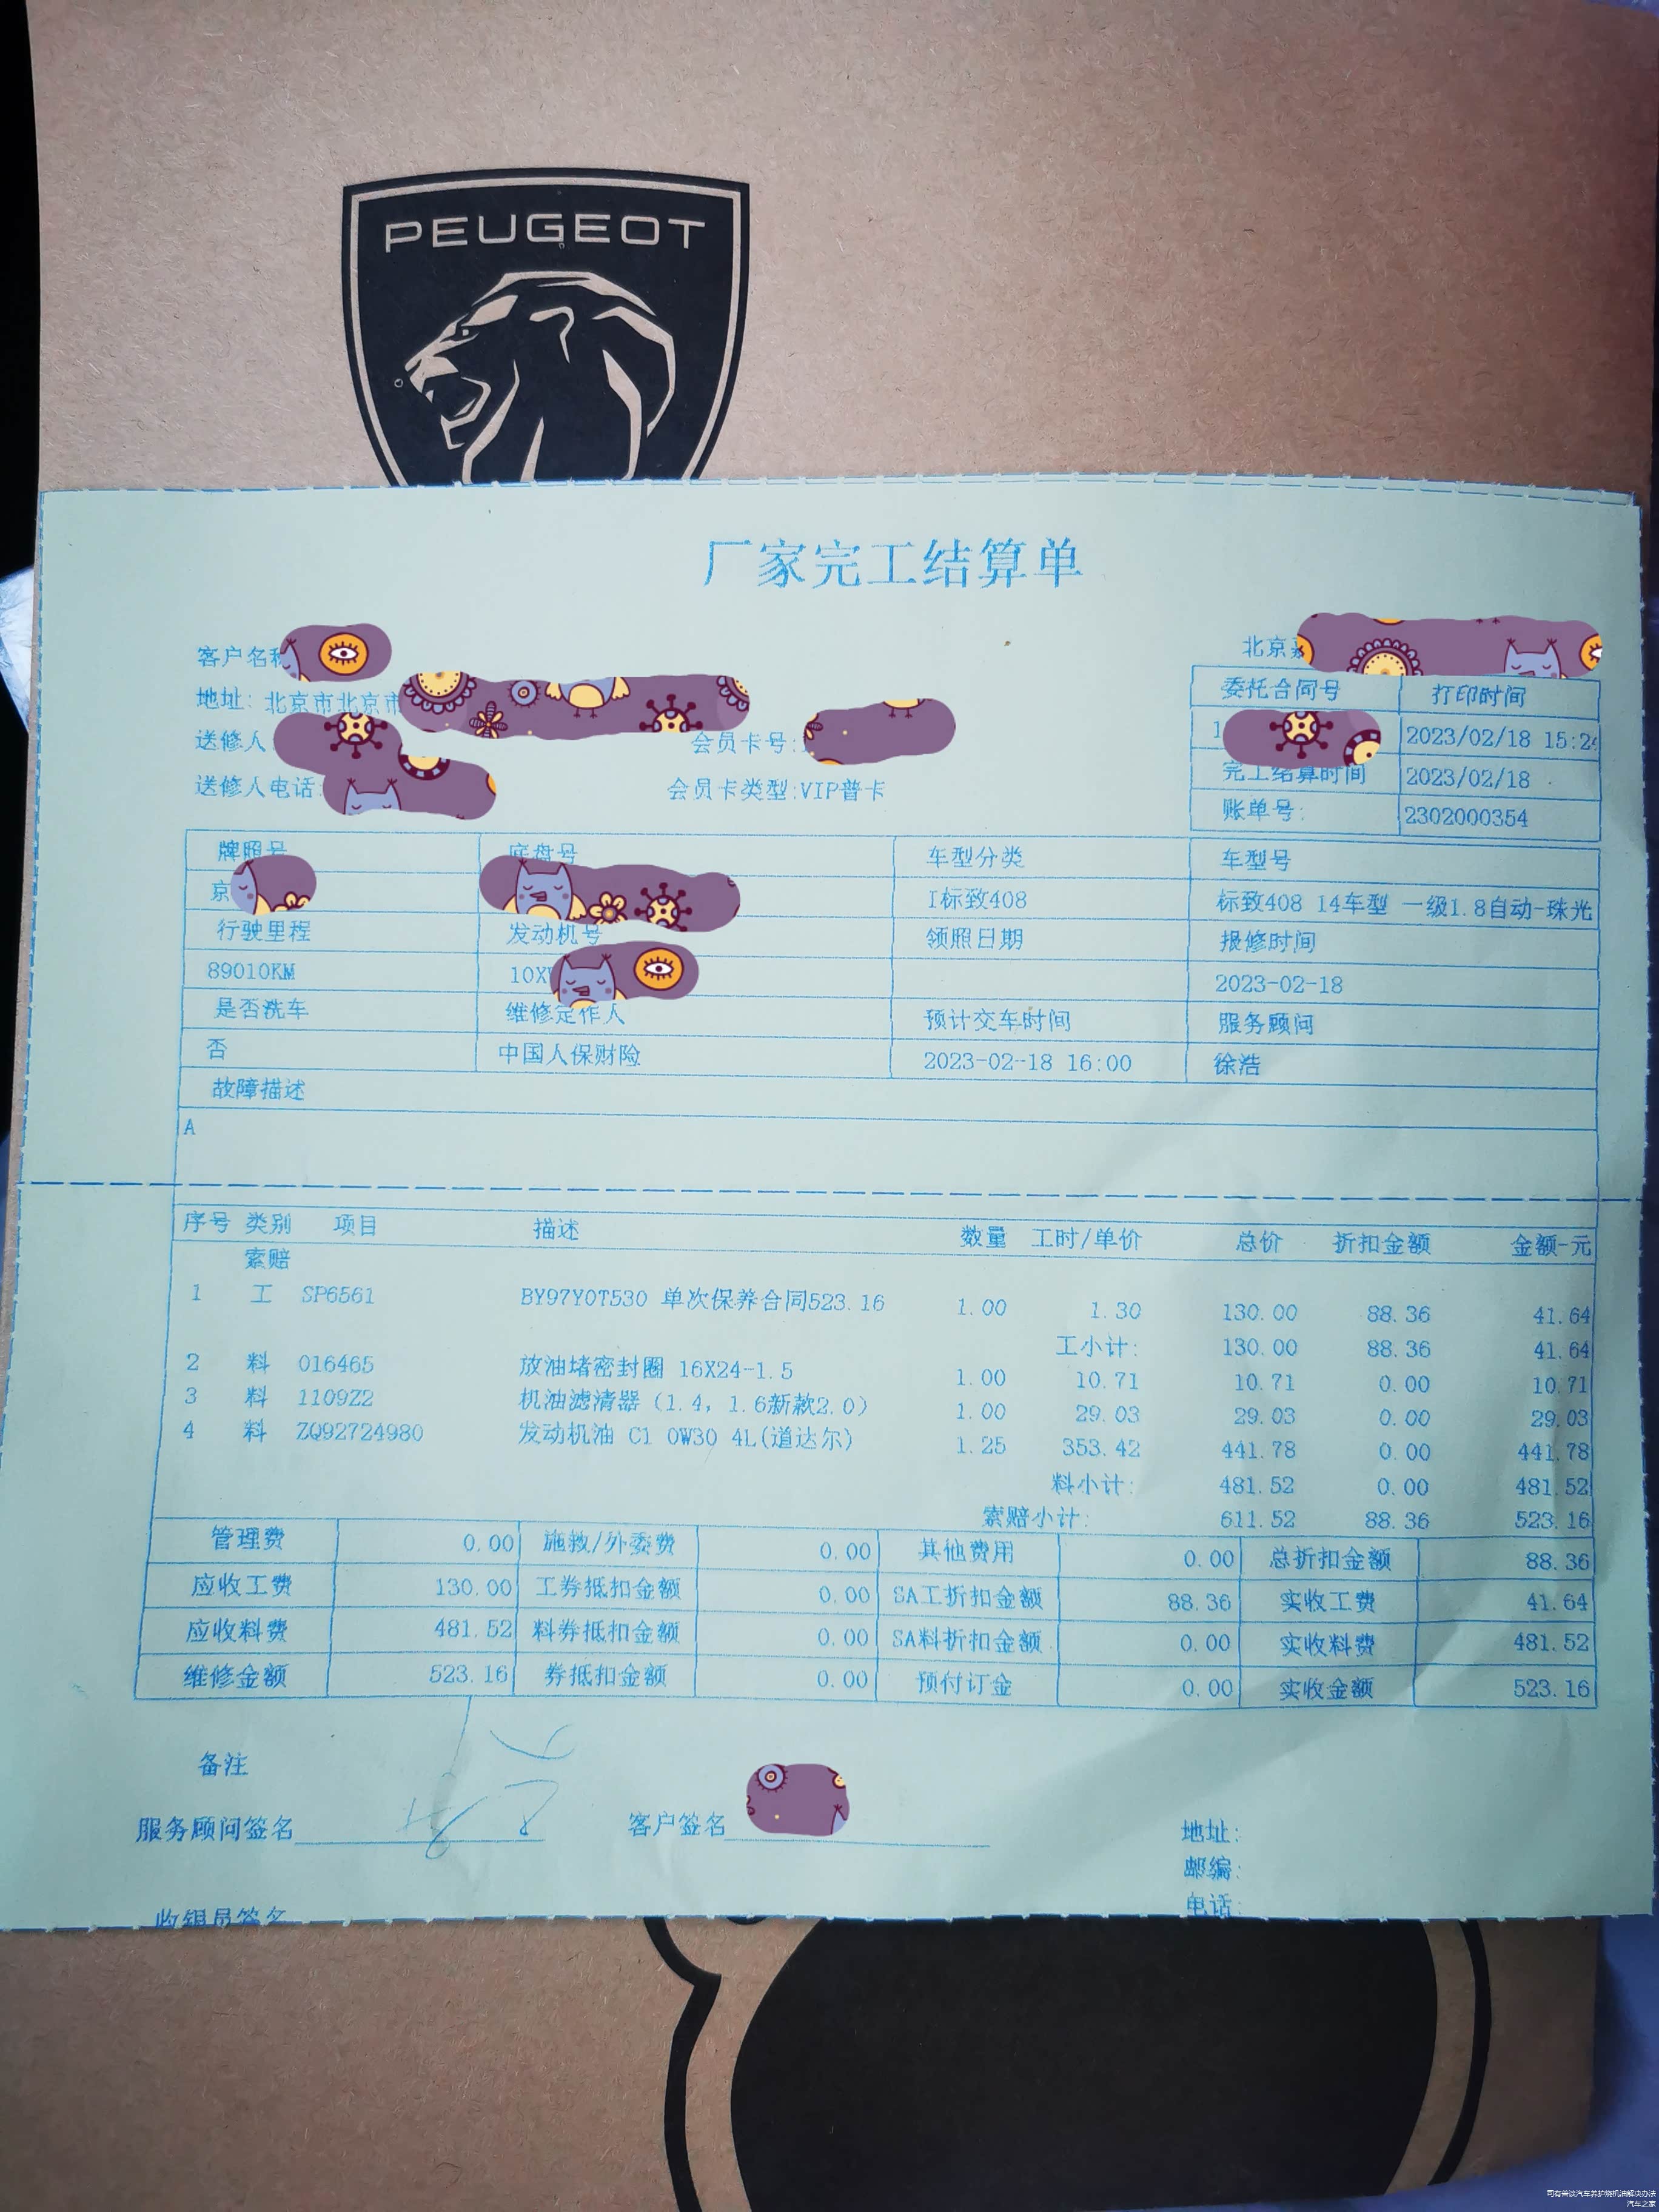 PEUGEOT
厂家完工结算单
客户名称
北京
地址: 北京市北京市
委托合同号 打印时间
送修人 会员卡号:
1 2023/02/18 15:24
送修人电话: 会员卡类型:VIP普卡
完工结算时间 2023/02/18
账单号: 2302000354
牌照号 底盘号 车型分类 车型号
京 I标致408 标致408 14车型 一级1.8自动-珠光
行驶里程 发动机号 领照日期 报修时间
89010KM 10X 2023-02-18
是否洗车 维修定作人 预计交车时间 服务顾问
否 中国人保财险 2023-02-18 16:00 徐浩
故障描述
A
序号 类别 项目 描述 数量 工时/单价 总价 折扣金额 金额-元
索赔
1 工 SP6561 BY97Y0T530 单次保养合同523.16 1.00 1.30 130.00 88.36 41.64
工小计: 130.00 88.36 41.64
2 料 016465 放油堵密封圈 16X24-1.5 1.00 10.71 10.71 0.00 10.71
3 料 1109Z2 机油滤清器（1.4，1.6新款2.0） 1.00 29.03 29.03 0.00 29.03
4 料 ZQ92724980 发动机油 C1 0W30 4L(道达尔) 1.25 353.42 441.78 0.00 441.78
料小计: 481.52 0.00 481.52
索赔小计: 611.52 88.36 523.16
管理费 0.00 施救/外委费 0.00 其他费用 0.00 总折扣金额 88.36
应收工费 130.00 工券抵扣金额 0.00 SA工折扣金额 88.36 实收工费 41.64
应收料费 481.52 料券抵扣金额 0.00 SA料折扣金额 0.00 实收料费 481.52
维修金额 523.16 券抵扣金额 0.00 预付订金 0.00 实收金额 523.16
备注
服务顾问签名 客户签名 地址:
邮编:
收银员签名 电话:
司有普谈汽车养护烧机油解决办法
汽车之家